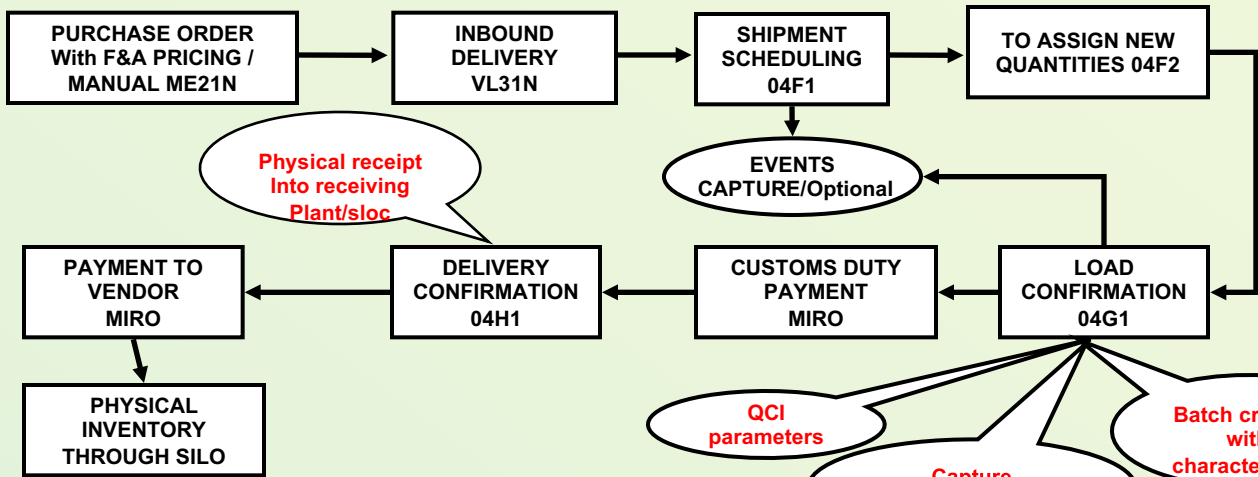 PURCHASE ORDER
With F&A PRICING /
MANUAL ME21N
INBOUND
DELIVERY
VL31N
SHIPMENT
SCHEDULING
04F1
TO ASSIGN NEW
QUANTITIES 04F2
Physical receipt
Into receiving
Plant/sloc
EVENTS
CAPTURE/Optional
PAYMENT TO
VENDOR
MIRO
DELIVERY
CONFIRMATION
04H1
CUSTOMS DUTY
PAYMENT
MIRO
LOAD
CONFIRMATION
04G1
PHYSICAL
INVENTORY
THROUGH SILO
QCI
parameters
Capture
Batch